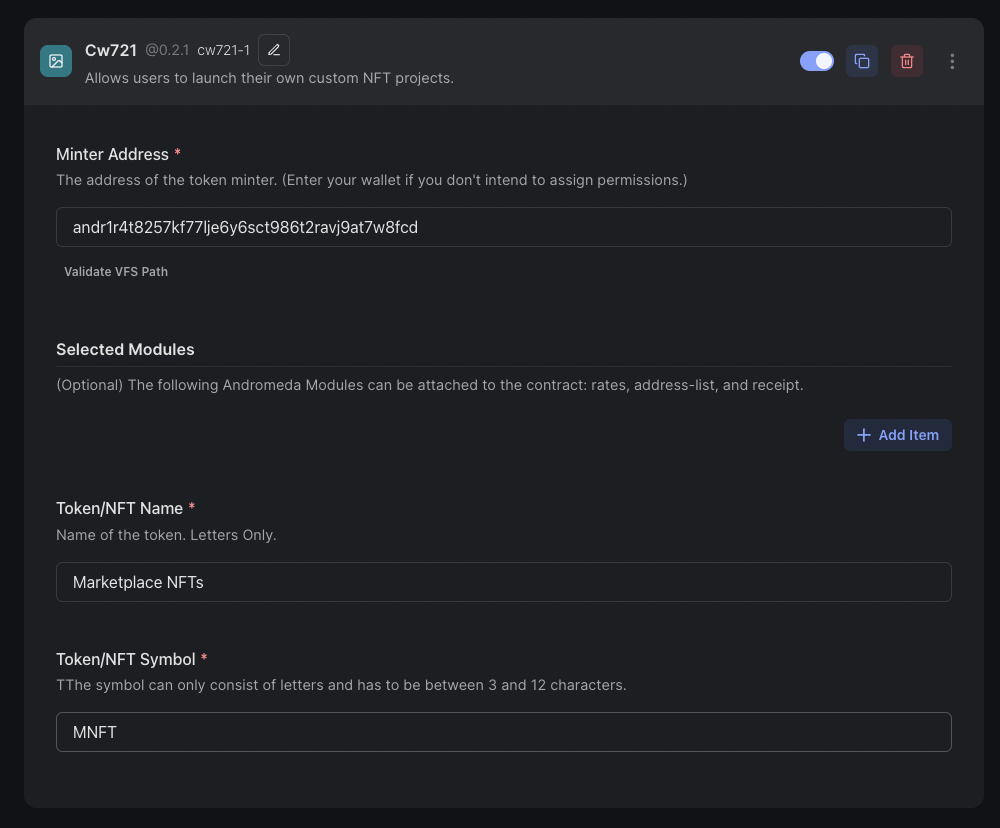 Cw721 @0.2.1 cw721-1
Allows users to launch their own custom NFT projects.
Minter Address *
The address of the token minter. (Enter your wallet if you don't intend to assign permissions.)
andr1r4t8257kf77lje6y6sct986t2ravj9at7w8fcd
Validate VFS Path
Selected Modules
(Optional) The following Andromeda Modules can be attached to the contract: rates, address-list, and receipt.
Add Item
Token/NFT Name *
Name of the token. Letters Only.
Marketplace NFTs
Token/NFT Symbol *
TThe symbol can only consist of letters and has to be between 3 and 12 characters.
MNFT